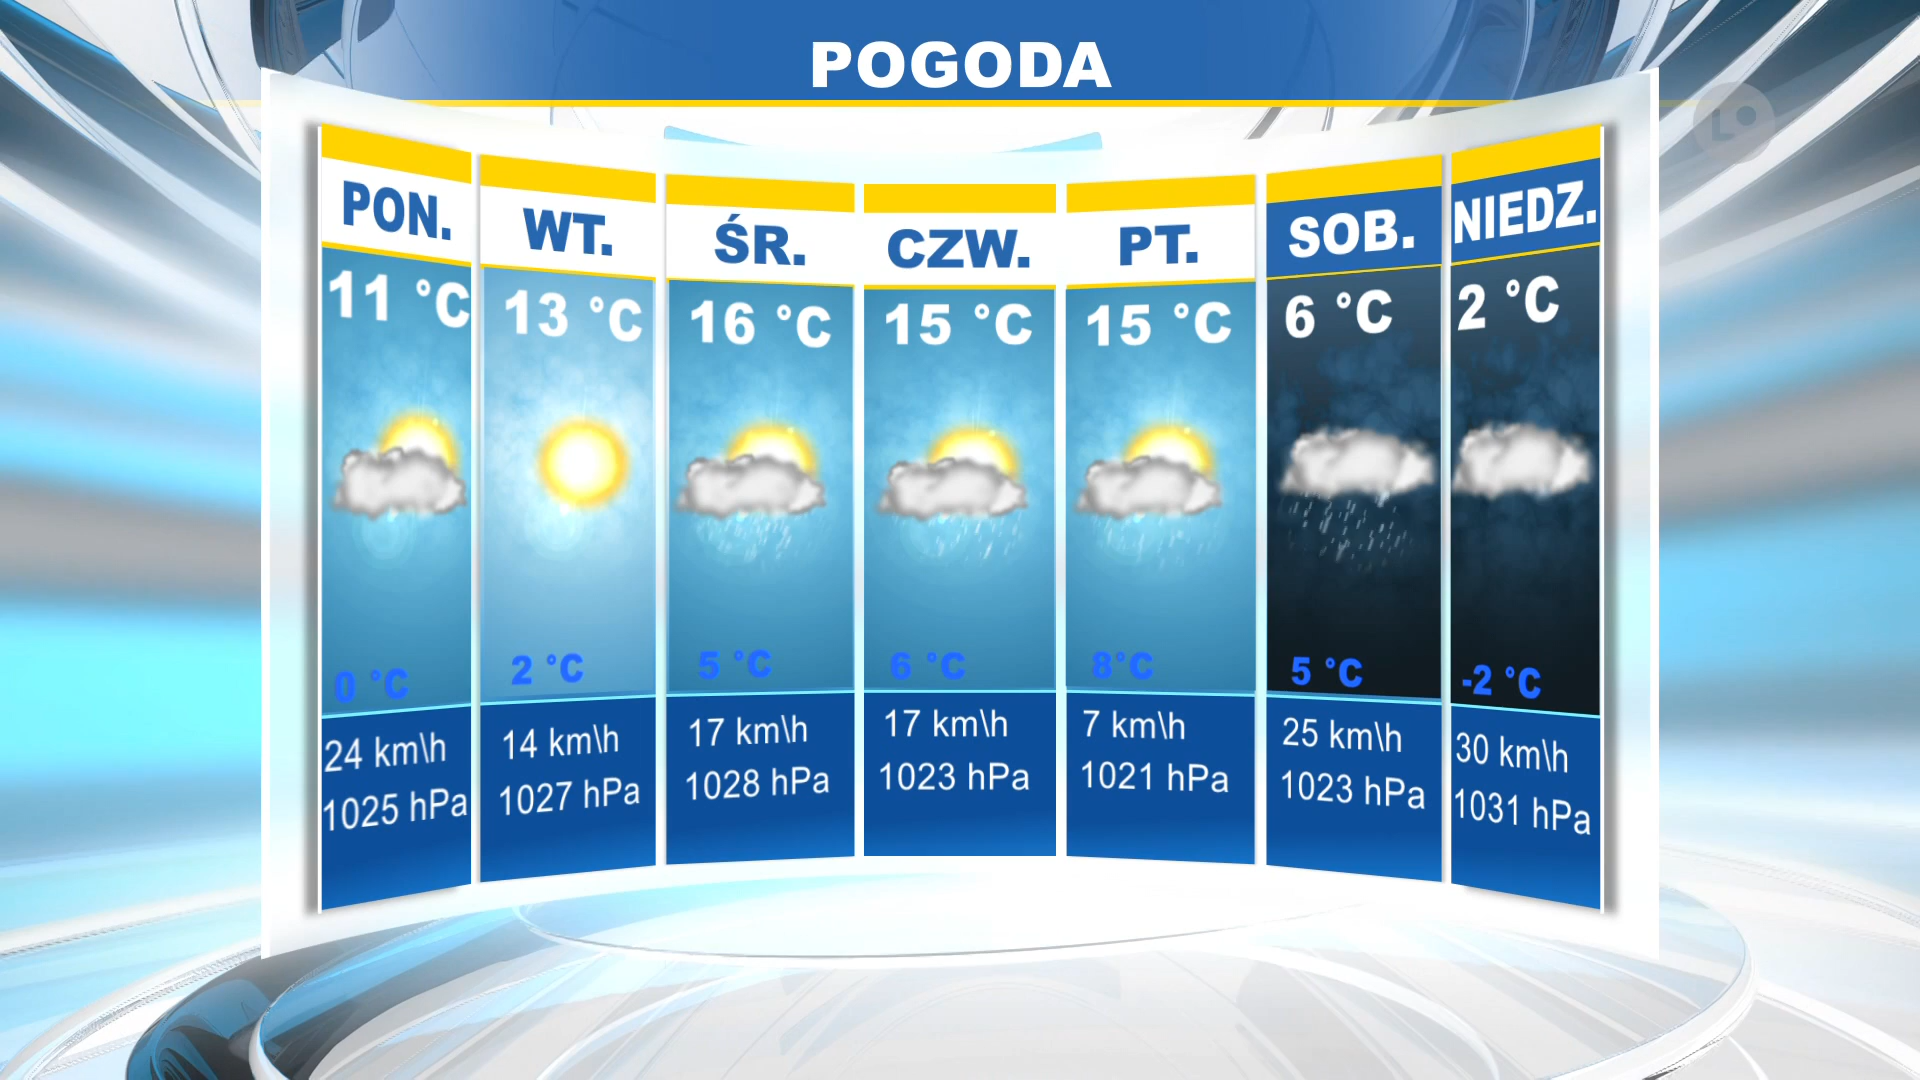 POGODA
PON.
11 °C
0 °C
24 km\h
1025 hPa
WT.
13 °C
2 °C
14 km\h
1027 hPa
ŚR.
16 °C
5 °C
17 km\h
1028 hPa
CZW.
15 °C
6 °C
17 km\h
1023 hPa
PT.
15 °C
8°C
7 km\h
1021 hPa
SOB.
6 °C
5 °C
25 km\h
1023 hPa
NIEDZ.
2 °C
-2 °C
30 km\h
1031 hPa